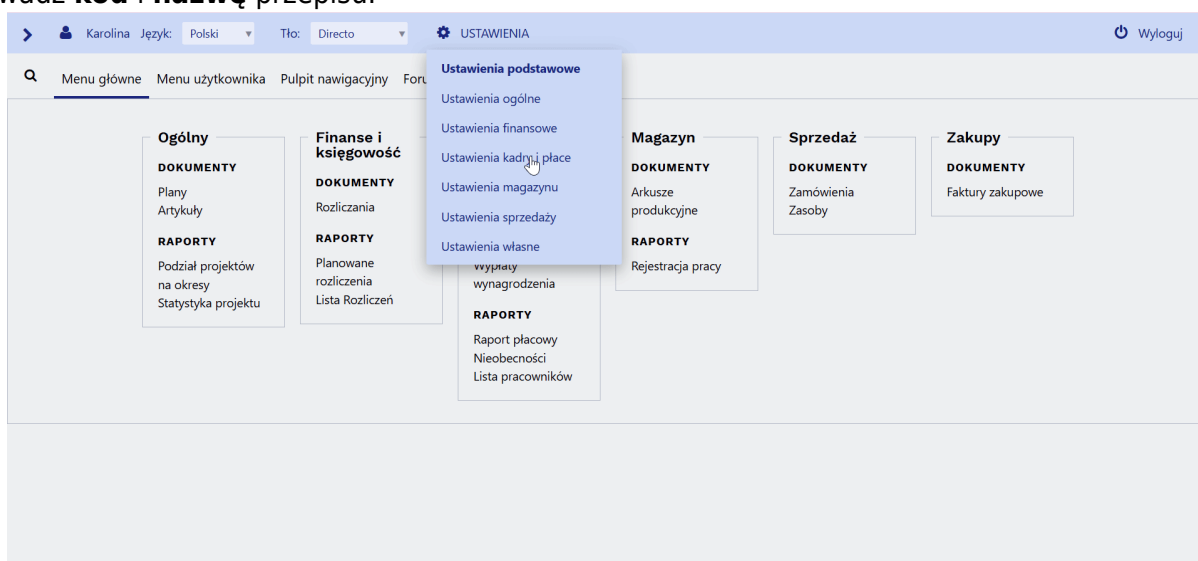 kod i nazwę przepisu.
Karolina Język: Polski Tło: Directo USTAWIENIA Wyloguj
Menu główne Menu użytkownika Pulpit nawigacyjny
Ustawienia podstawowe
Ustawienia ogólne
Ustawienia finansowe
Ustawienia kadry i płace
Ustawienia magazynu
Ustawienia sprzedaży
Ustawienia własne
Ogólny
DOKUMENTY
Plany
Artykuły
RAPORTY
Podział projektów
na okresy
Statystyka projektu
Finanse i
księgowość
DOKUMENTY
Rozliczania
RAPORTY
Planowane
rozliczenia
Lista Rozliczeń
Wypłaty
wynagrodzenia
RAPORTY
Raport płacowy
Nieobecności
Lista pracowników
Magazyn
DOKUMENTY
Arkusze
produkcyjne
RAPORTY
Rejestracja pracy
Sprzedaż
DOKUMENTY
Zamówienia
Zasoby
Zakupy
DOKUMENTY
Faktury zakupowe